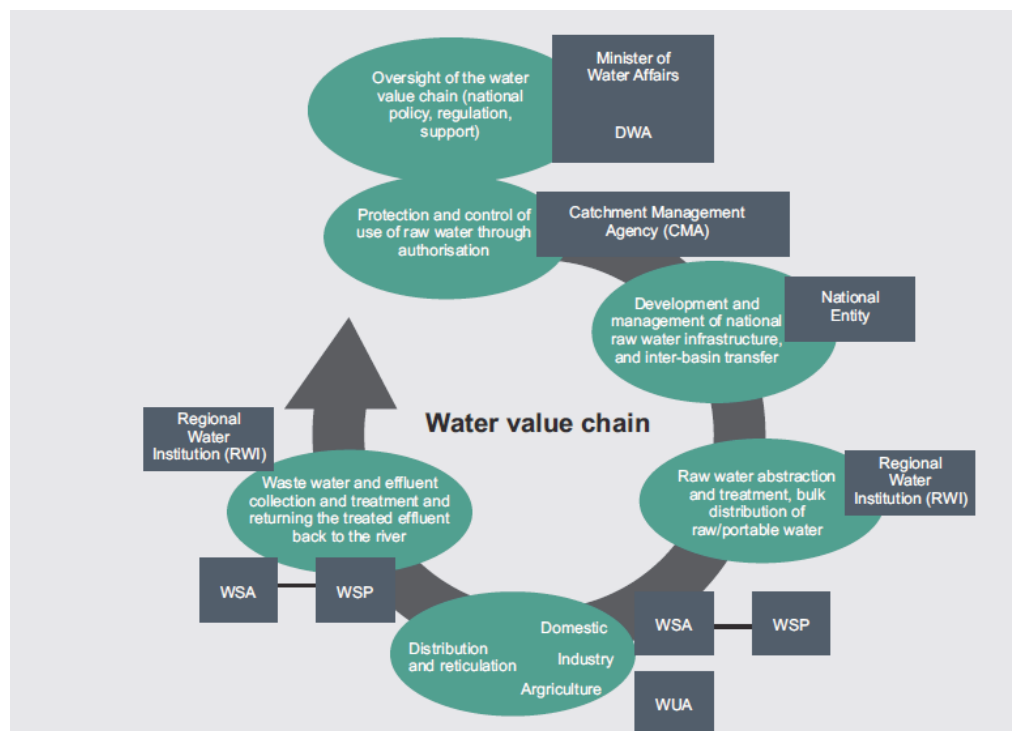 Oversight of the water
value chain (national
policy, regulation,
support)
Minister of
Water Affairs
DWA
Protection and control of
use of raw water through
authorisation
Catchment Management
Agency (CMA)
Development and
management of national
raw water infrastructure,
and inter-basin transfer
National
Entity
Water value chain
Regional
Water
Institution (RWI)
Raw water abstraction
and treatment, bulk
distribution of
raw/portable water
Regional
Water
Institution (RWI)
Waste water and effluent
collection and treatment and
returning the treated effluent
back to the river
WSA
WSP
Distribution
and reticulation
Domestic
Industry
Argriculture
WSA
WSP
WUA